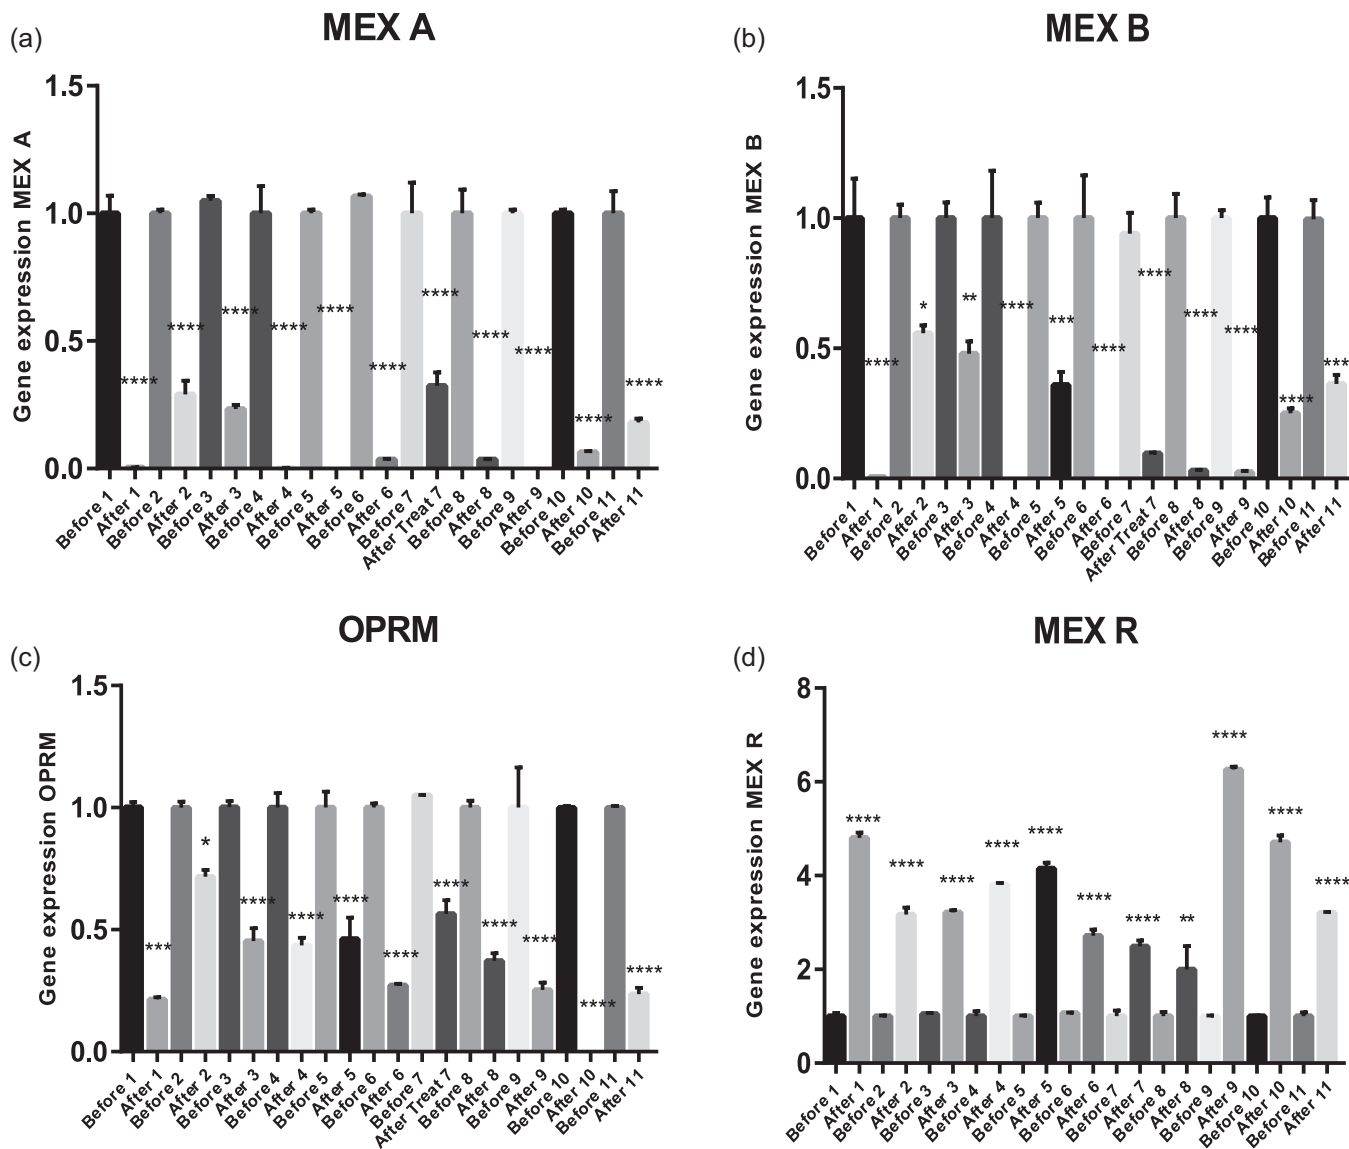 (a)
MEX A
Gene expression MEX A
1.5
1.0
0.5
0.0
****
****
****
****
****
****
****
****
****
****
****
Before 1
After 1
Before 2
After 2
Before 3
After 3
Before 4
After 4
Before 5
After 5
Before 6
After 6
Before 7
After Treat 7
Before 8
After 8
Before 9
After 9
Before 10
After 10
Before 11
After 11
(b)
MEX B
Gene expression MEX B
1.5
1.0
0.5
0.0
****
*
**
****
***
****
****
****
****
****
***
Before 1
After 1
Before 2
After 2
Before 3
After 3
Before 4
After 4
Before 5
After 5
Before 6
After 6
Before 7
After Treat 7
Before 8
After 8
Before 9
After 9
Before 10
After 10
Before 11
After 11
(c)
OPRM
Gene expression OPRM
1.5
1.0
0.5
0.0
***
*
****
****
****
****
****
****
****
****
****
Before 1
After 1
Before 2
After 2
Before 3
After 3
Before 4
After 4
Before 5
After 5
Before 6
After 6
Before 7
After Treat 7
Before 8
After 8
Before 9
After 9
Before 10
After 10
Before 11
After 11
(d)
MEX R
Gene expression MEX R
8
6
4
2
0
****
****
****
****
****
****
****
**
****
****
****
Before 1
After 1
Before 2
After 2
Before 3
After 3
Before 4
After 4
Before 5
After 5
Before 6
After 6
Before 7
After 7
Before 8
After 8
Before 9
After 9
Before 10
After 10
Before 11
After 11